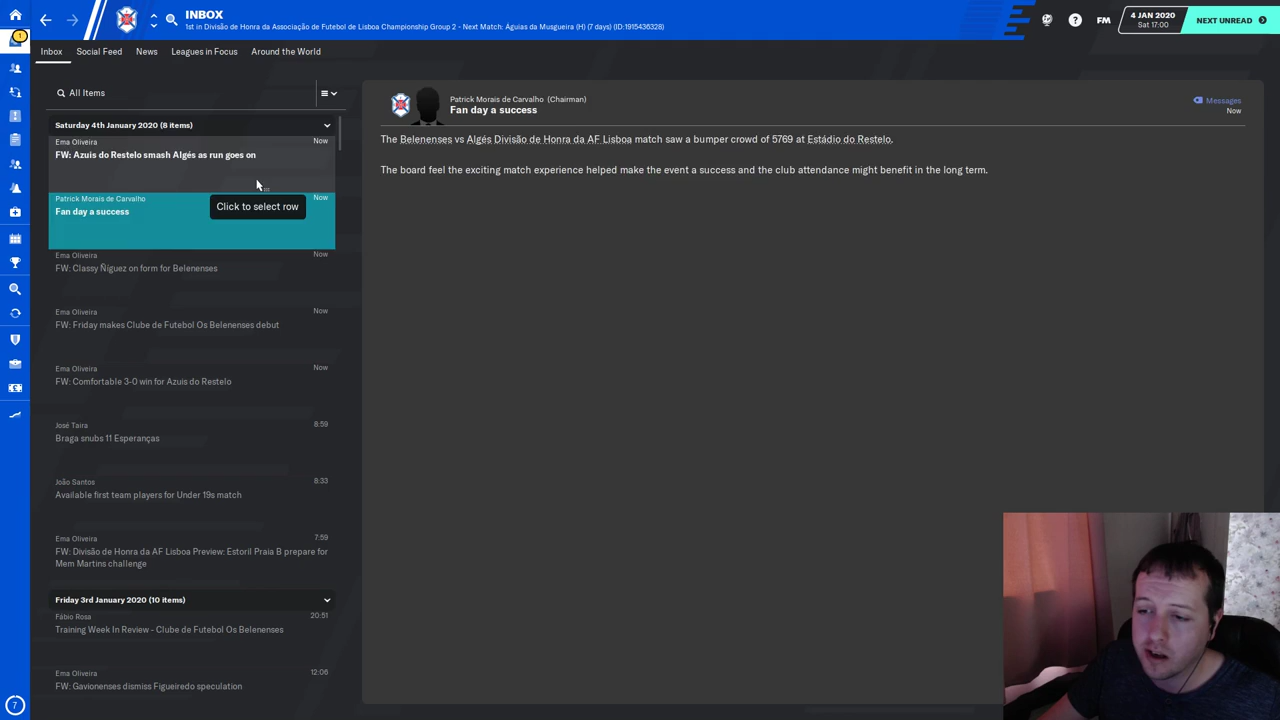 INBOX
1st in Divisão de Honra da Associação de Futebol de Lisboa Championship Group 2 - Next Match: Águias da Musgueira (H) (7 days) (ID:1915436328)
FM
4 JAN 2020
Sat 17:00
NEXT UNREAD
1
Inbox
Social Feed
News
Leagues in Focus
Around the World
All Items
Saturday 4th January 2020 (8 items)
Ema Oliveira
Now
FW: Azuis do Restelo smash Algés as run goes on
Patrick Morais de Carvalho
Now
Fan day a success
Click to select row
Ema Oliveira
Now
FW: Classy Ñíguez on form for Belenenses
Ema Oliveira
Now
FW: Friday makes Clube de Futebol Os Belenenses debut
Ema Oliveira
Now
FW: Comfortable 3-0 win for Azuis do Restelo
José Taira
8:59
Braga snubs 11 Esperanças
João Santos
8:33
Available first team players for Under 19s match
Ema Oliveira
7:59
FW: Divisão de Honra da AF Lisboa Preview: Estoril Praia B prepare for
Mem Martins challenge
Friday 3rd January 2020 (10 items)
Fábio Rosa
20:51
Training Week In Review - Clube de Futebol Os Belenenses
Ema Oliveira
12:06
FW: Gavionenses dismiss Figueiredo speculation
7
Patrick Morais de Carvalho (Chairman)
Fan day a success
Messages
Now
The Belenenses vs Algés Divisão de Honra da AF Lisboa match saw a bumper crowd of 5769 at Estádio do Restelo.
The board feel the exciting match experience helped make the event a success and the club attendance might benefit in the long term.